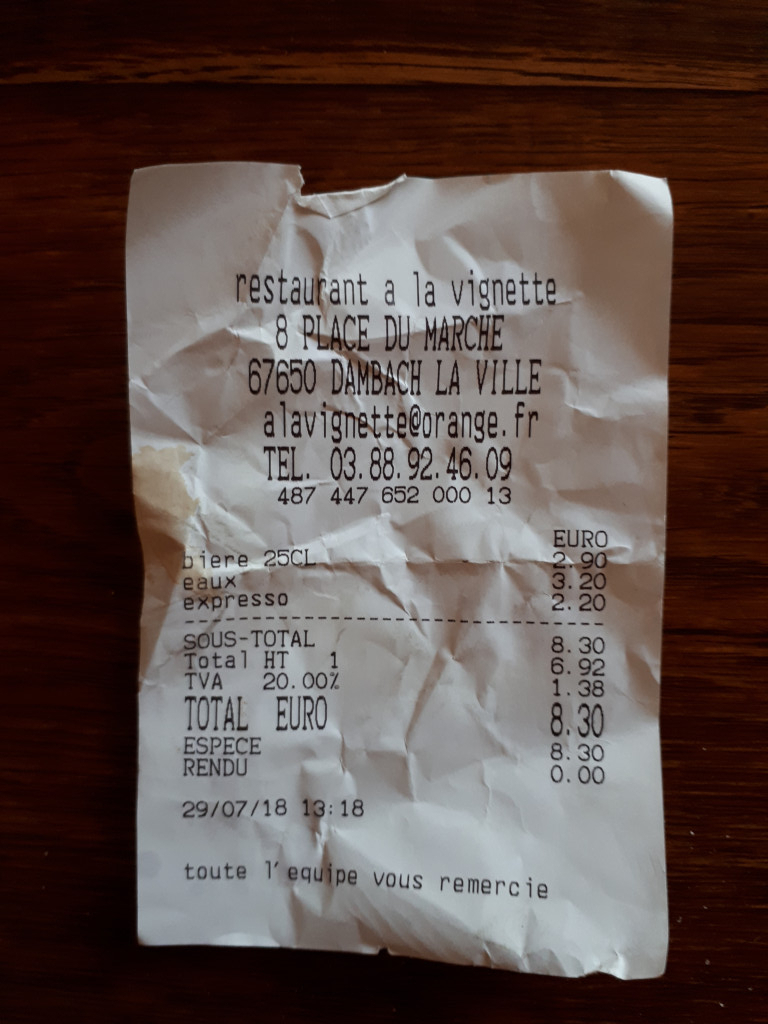 restaurant a la vignette
8 PLACE DU MARCHE
67650 DAMBACH LA VILLE
alavignette@orange.fr
TEL. 03.88.92.46.09
487 447 652 000 13
EURO
biere 25CL 2.90
eaux 3.20
expresso 2.20
SOUS-TOTAL 8.30
Total HT 1 6.92
TVA 20.00% 1.38
TOTAL EURO 8.30
ESPECE 8.30
RENDU 0.00
29/07/18 13:18
toute l'equipe vous remercie